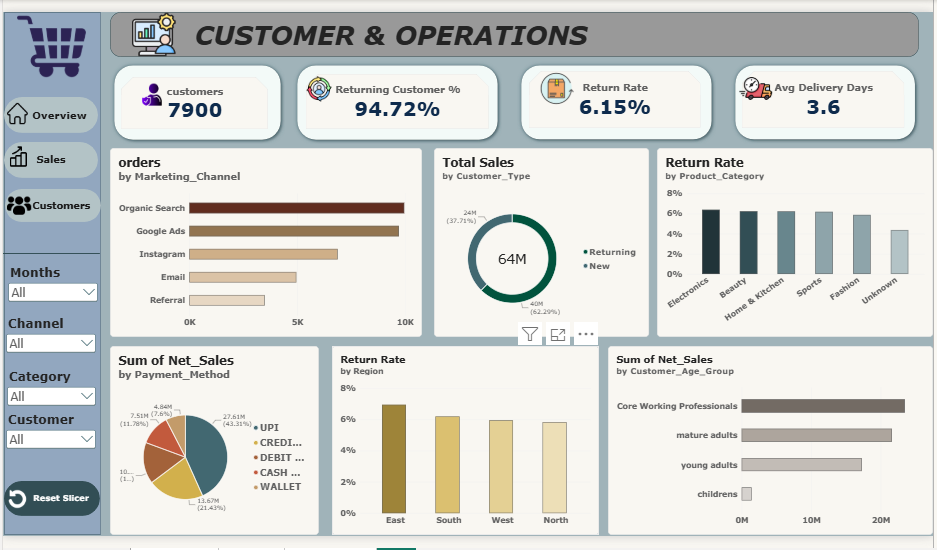 CUSTOMER & OPERATIONS
Overview
Sales
Customers
Months
All
Channel
All
Category
All
Customer
All
Reset Slicer
customers
7900
Returning Customer %
94.72%
Return Rate
6.15%
Avg Delivery Days
3.6
orders
by Marketing_Channel
Organic Search
Google Ads
Instagram
Email
Referral
0K 5K 10K
Total Sales
by Customer_Type
24M
(37.71%)
64M
40M
(62.29%)
Returning
New
Return Rate
by Product_Category
8%
6%
4%
2%
0%
Electronics
Beauty
Home & Kitchen
Sports
Fashion
Unknown
Sum of Net_Sales
by Payment_Method
4.84M
(7.6%)
7.51M
(11.78%)
10...
(1...)
27.61M
(43.31%)
13.67M
(21.43%)
UPI
CREDI...
DEBIT ...
CASH ...
WALLET
Return Rate
by Region
8%
6%
4%
2%
0%
East South West North
Sum of Net_Sales
by Customer_Age_Group
Core Working Professionals
mature adults
young adults
childrens
0M 10M 20M